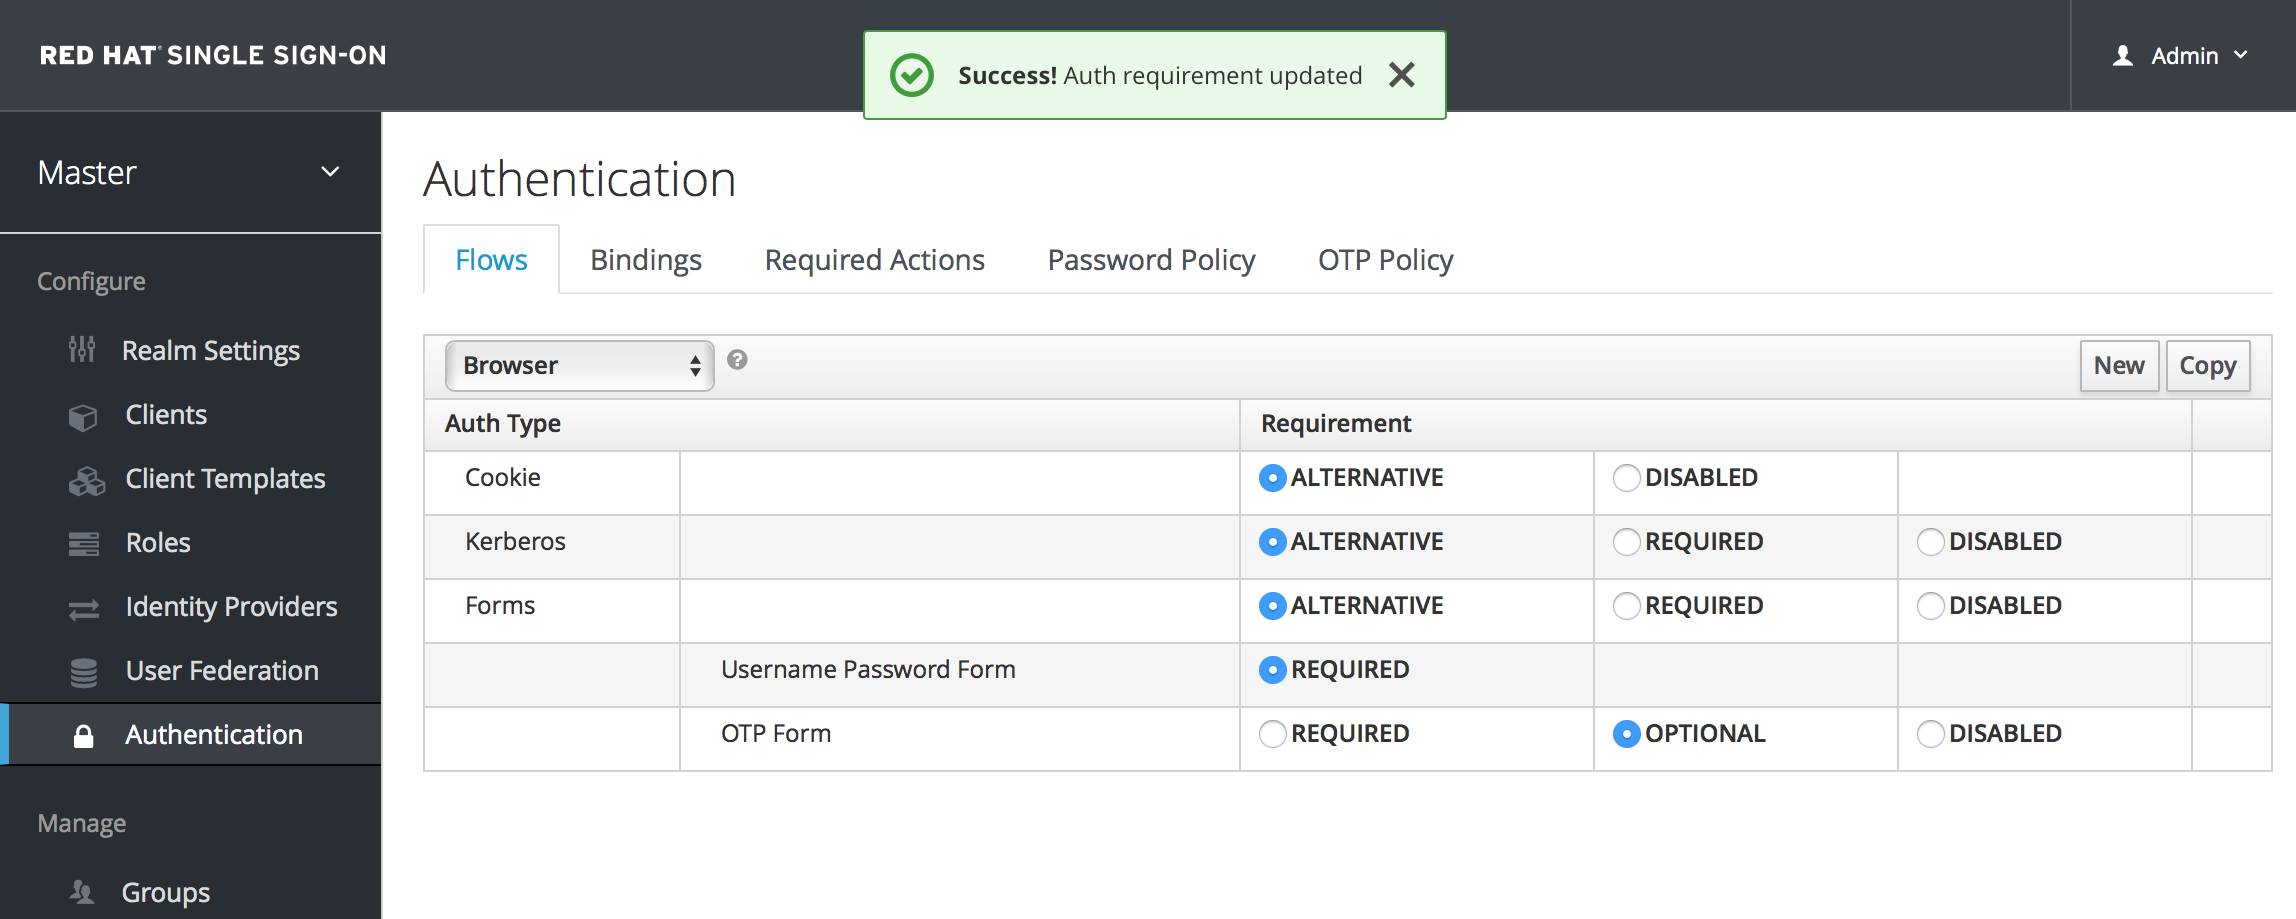 RED HAT® SINGLE SIGN-ON
Success! Auth requirement updated
Admin
Master
Configure
Realm Settings
Clients
Client Templates
Roles
Identity Providers
User Federation
Authentication
Manage
Groups
Authentication
Flows Bindings Required Actions Password Policy OTP Policy
Browser New Copy
Auth Type Requirement
Cookie ALTERNATIVE DISABLED
Kerberos ALTERNATIVE REQUIRED DISABLED
Forms ALTERNATIVE REQUIRED DISABLED
Username Password Form REQUIRED
OTP Form REQUIRED OPTIONAL DISABLED